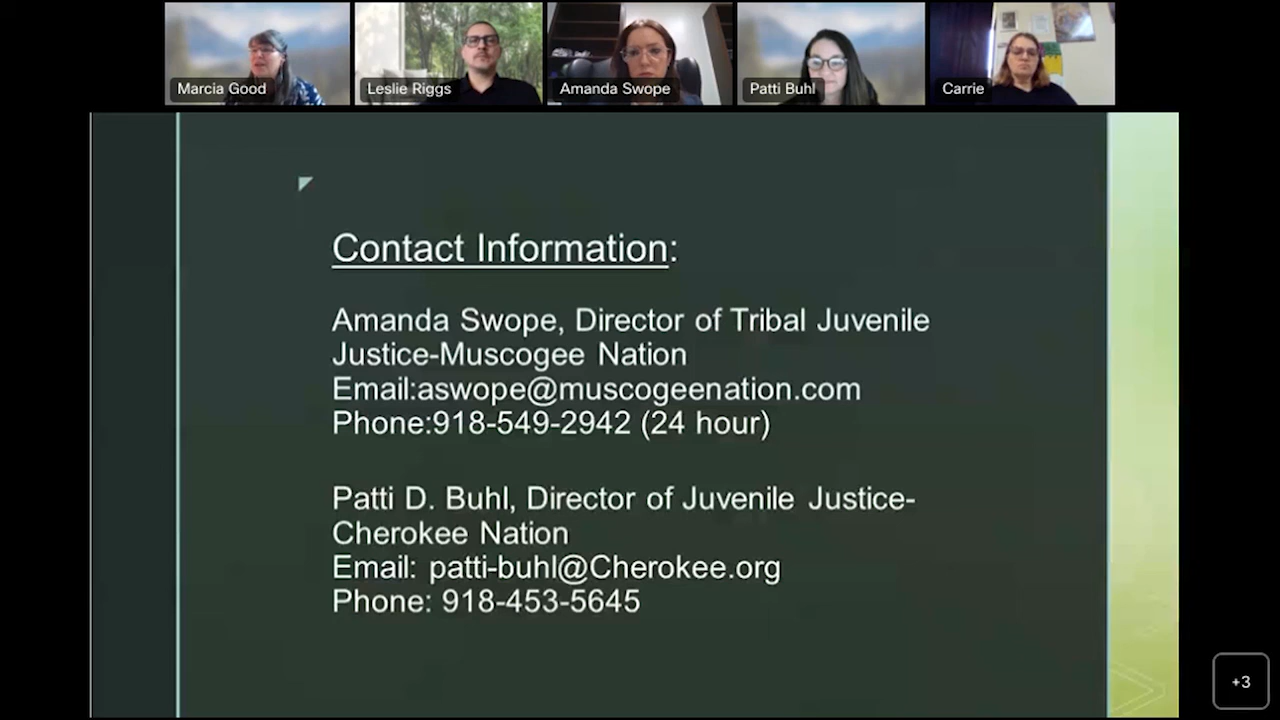 Marcia Good
Leslie Riggs
Amanda Swope
Patti Buhl
Carrie
Contact Information:
Amanda Swope, Director of Tribal Juvenile
Justice-Muscogee Nation
Email:aswope@muscogeenation.com
Phone:918-549-2942 (24 hour)
Patti D. Buhl, Director of Juvenile Justice-
Cherokee Nation
Email: patti-buhl@Cherokee.org
Phone: 918-453-5645
+3